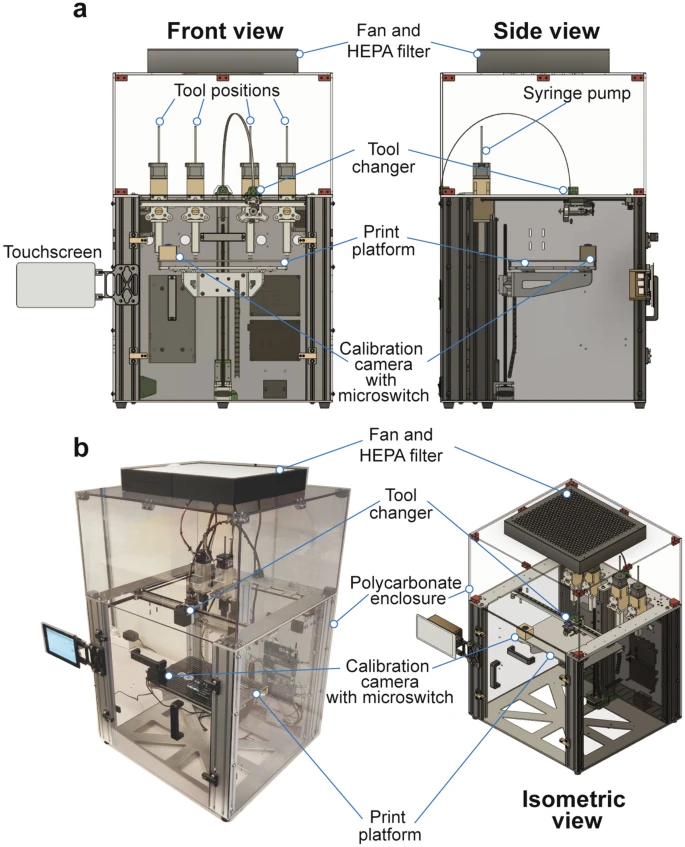 a
Front view
Fan and
HEPA filter
Side view
Tool positions
Syringe pump
Tool
changer
Print
platform
Touchscreen
Calibration
camera
with
microswitch
b
Fan and
HEPA filter
Tool
changer
Polycarbonate
enclosure
Calibration camera
with microswitch
Print
platform
Isometric
view